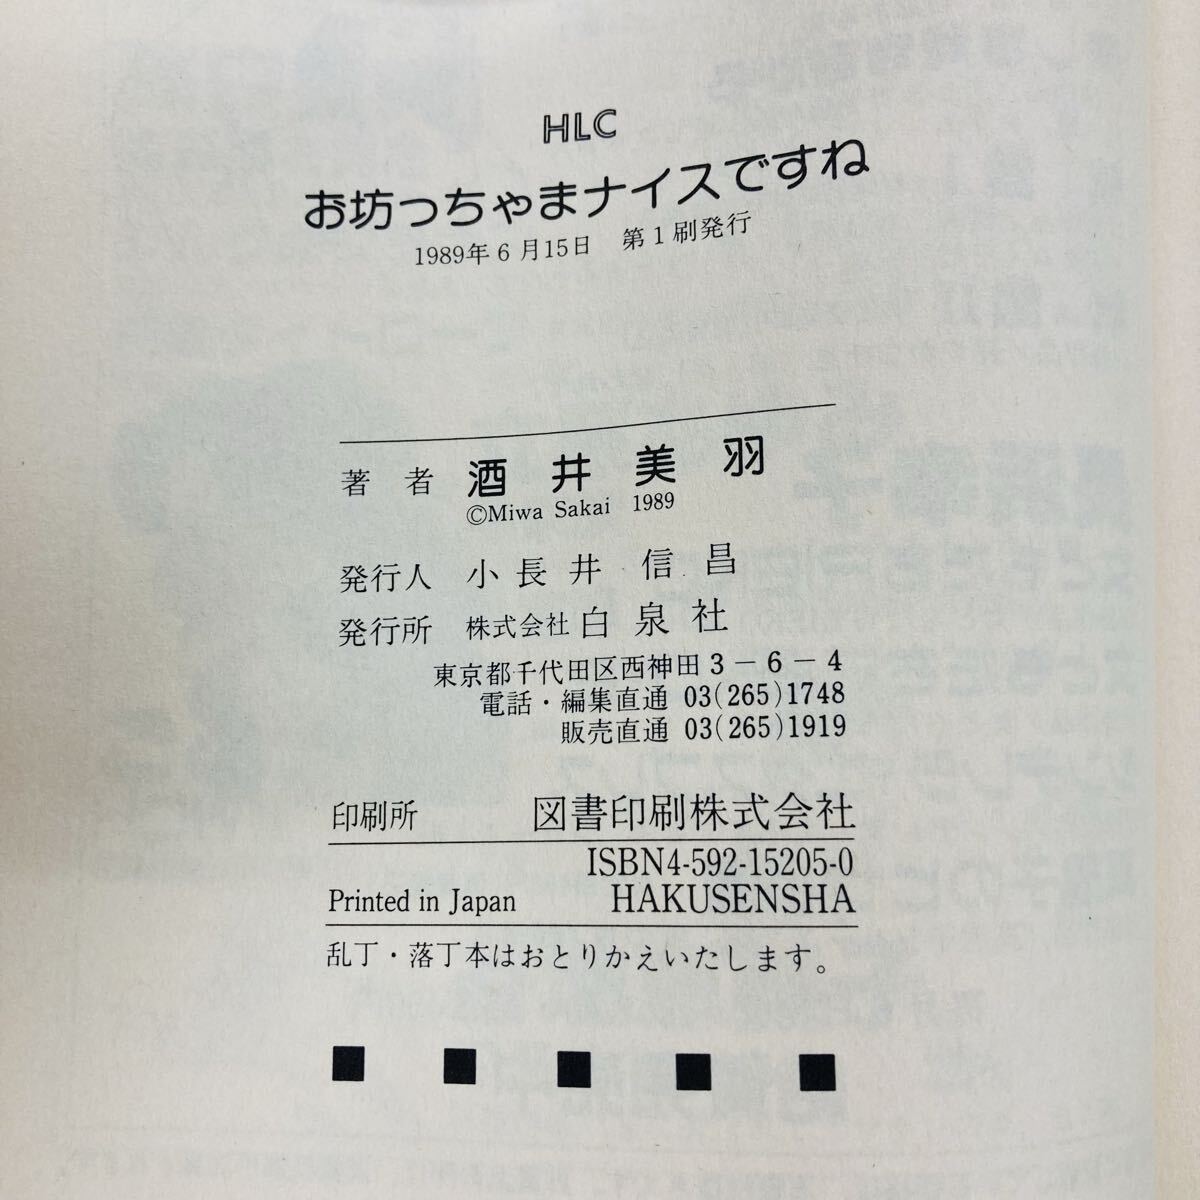 HLC
お坊っちゃまナイスですね
1989年6月15日　第1刷発行
著　者　酒井美羽
©Miwa Sakai 1989
発行人　小長井 信昌
発行所　株式会社 白泉社
東京都千代田区西神田3-6-4
電話・編集直通 03(265)1748
販売直通 03(265)1919
印刷所　図書印刷株式会社
ISBN4-592-15205-0
Printed in Japan　HAKUSENSHA
乱丁・落丁本はおとりかえいたします。